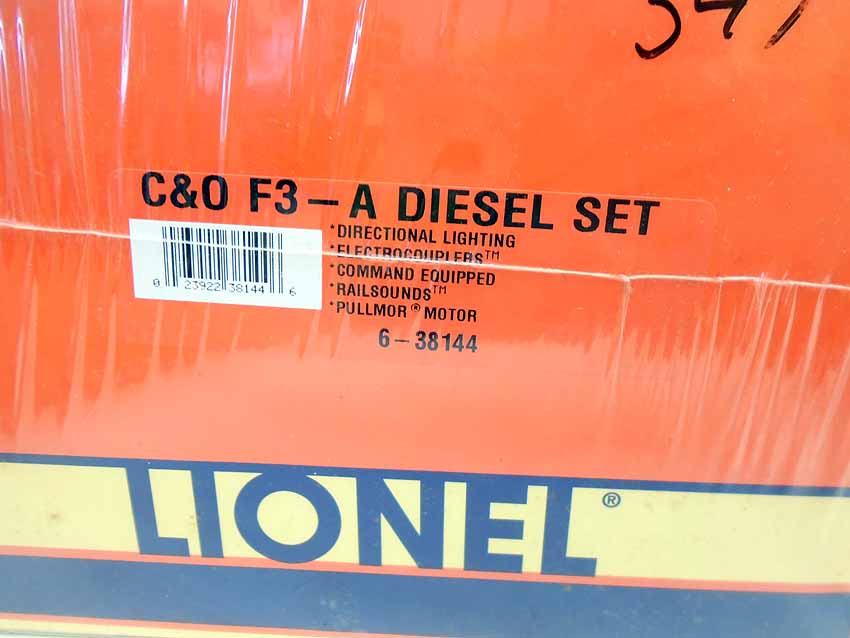 C&O F3-A DIESEL SET
*DIRECTIONAL LIGHTING
*ELECTROCOUPLERS™
*COMMAND EQUIPPED
*RAILSOUNDS™
*PULLMOR® MOTOR
0 23922 38144 6
6-38144
LIONEL®